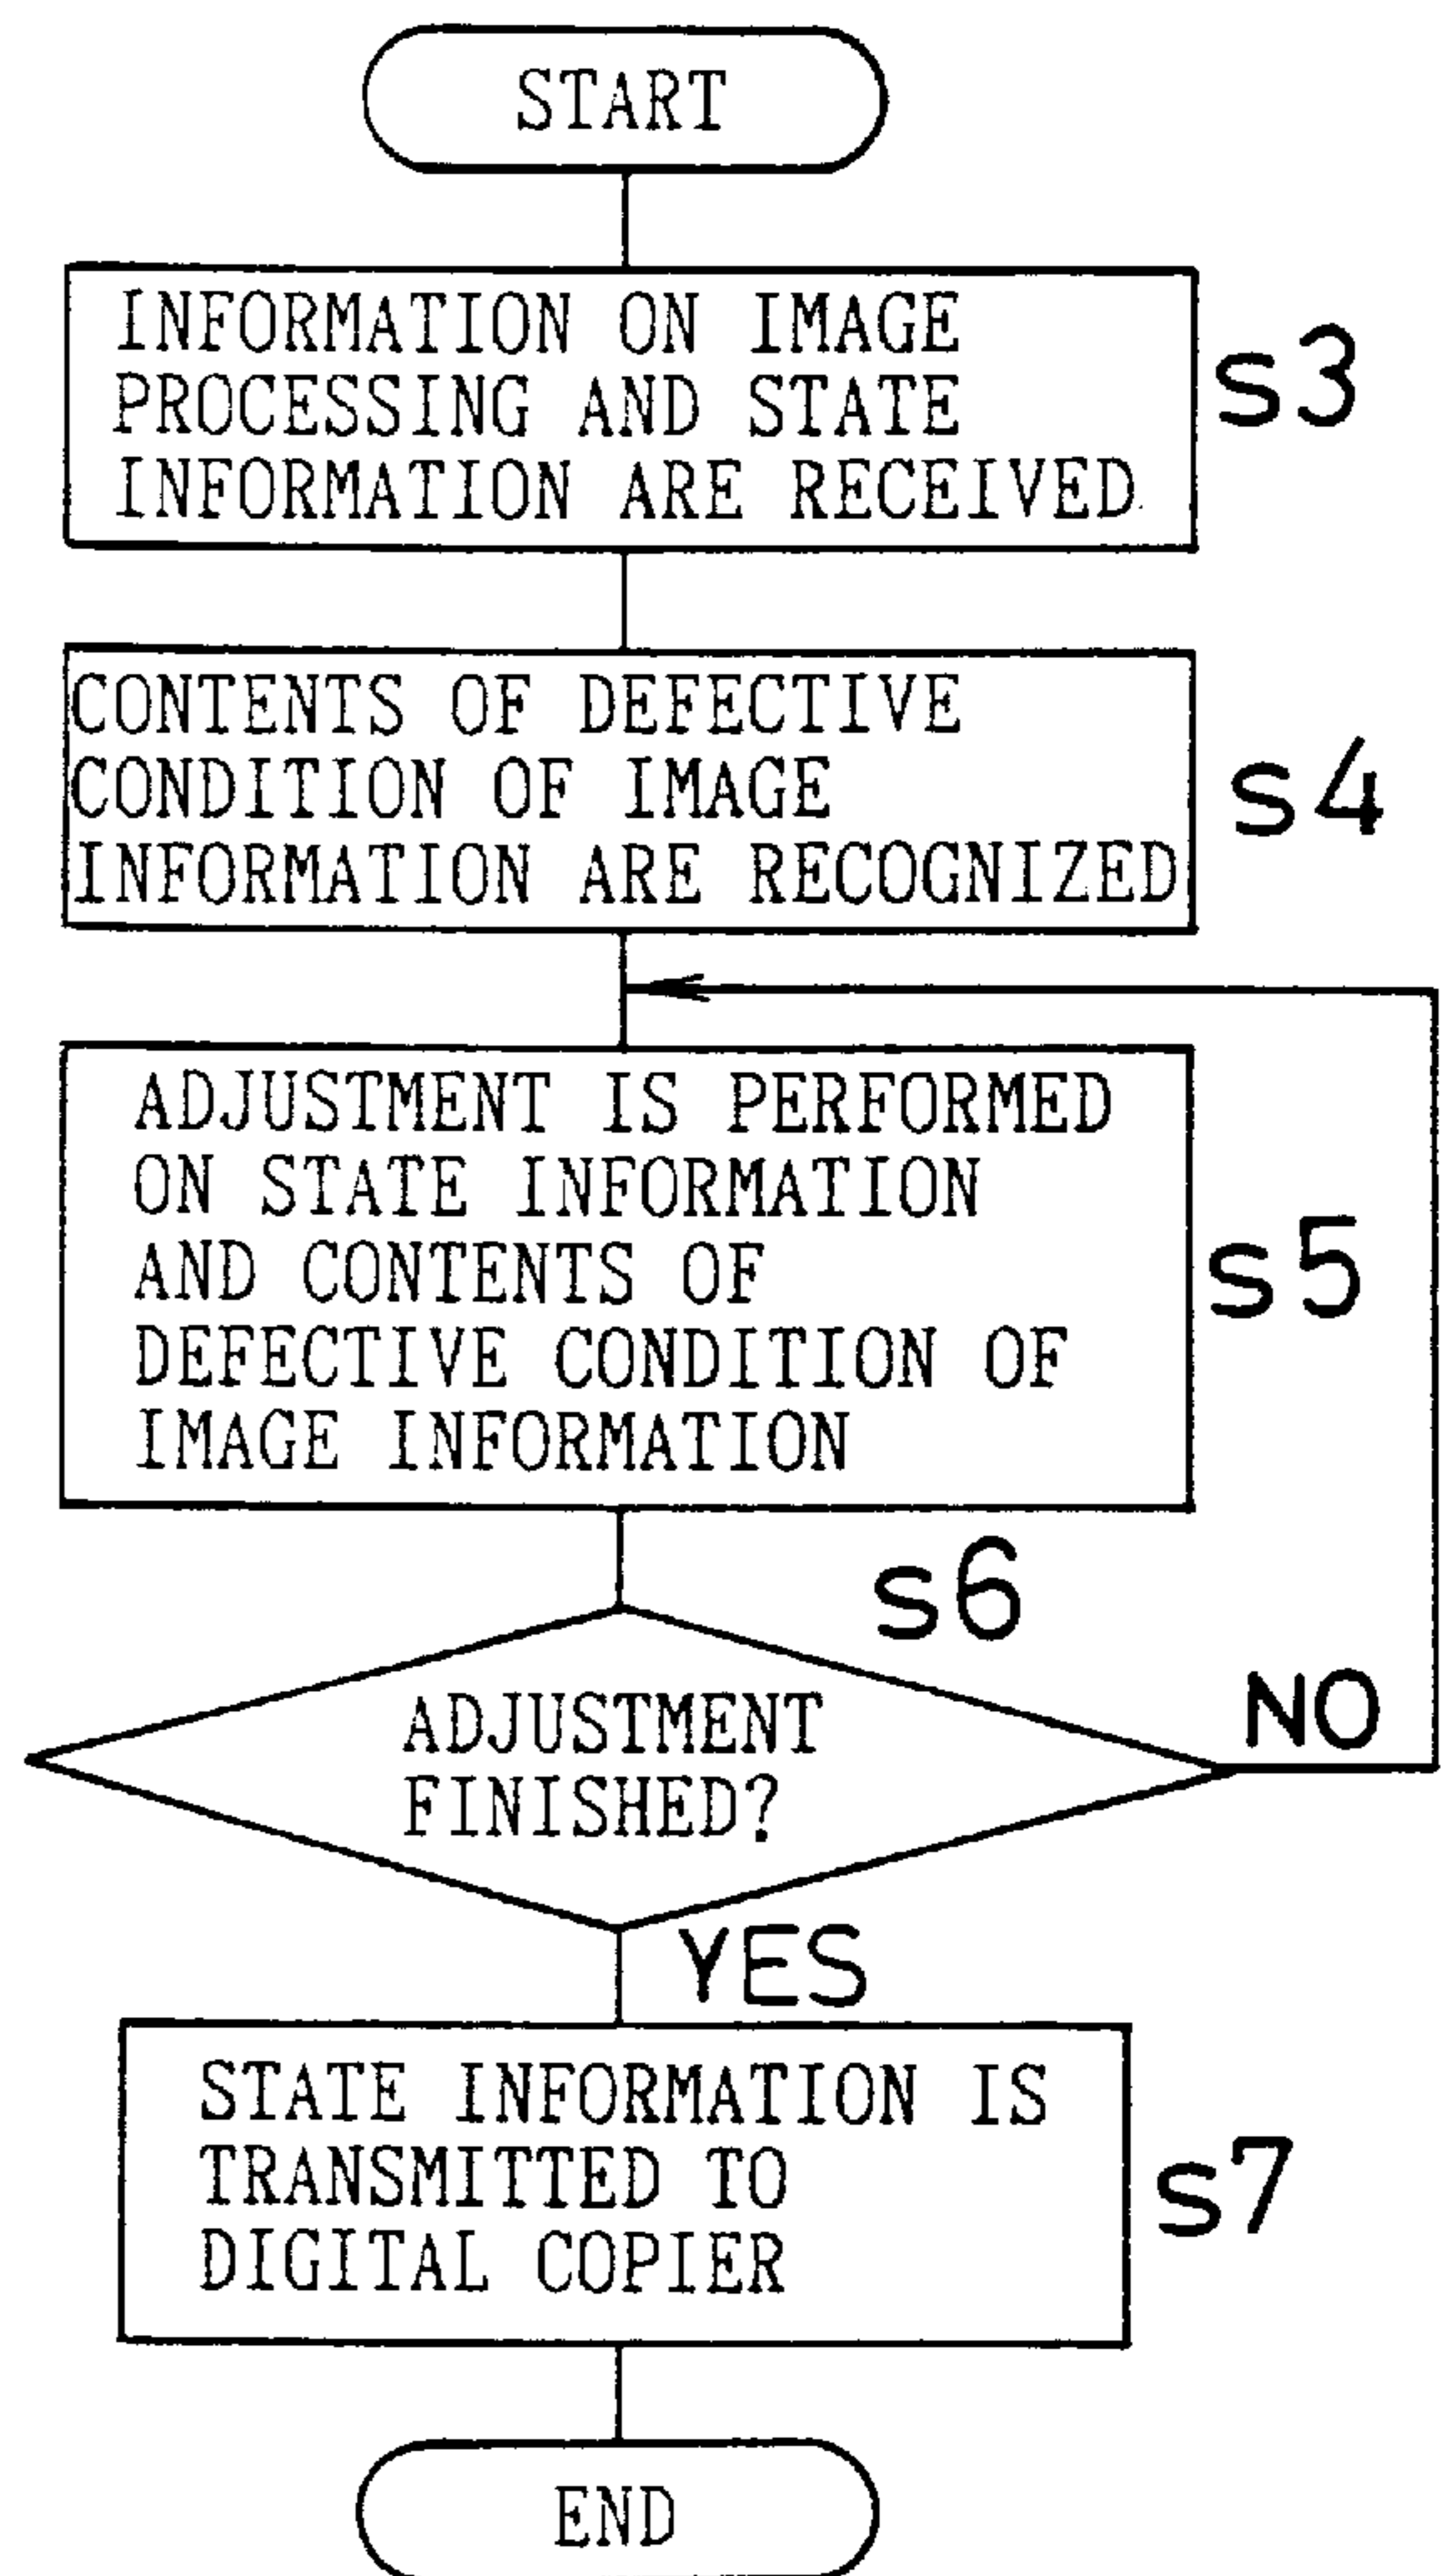 START
INFORMATION ON IMAGE
PROCESSING AND STATE
INFORMATION ARE RECEIVED
s3
CONTENTS OF DEFECTIVE
CONDITION OF IMAGE
INFORMATION ARE RECOGNIZED
s4
ADJUSTMENT IS PERFORMED
ON STATE INFORMATION
AND CONTENTS OF
DEFECTIVE CONDITION OF
IMAGE INFORMATION
s5
s6
ADJUSTMENT
FINISHED?
NO
YES
STATE INFORMATION IS
TRANSMITTED TO
DIGITAL COPIER
s7
END